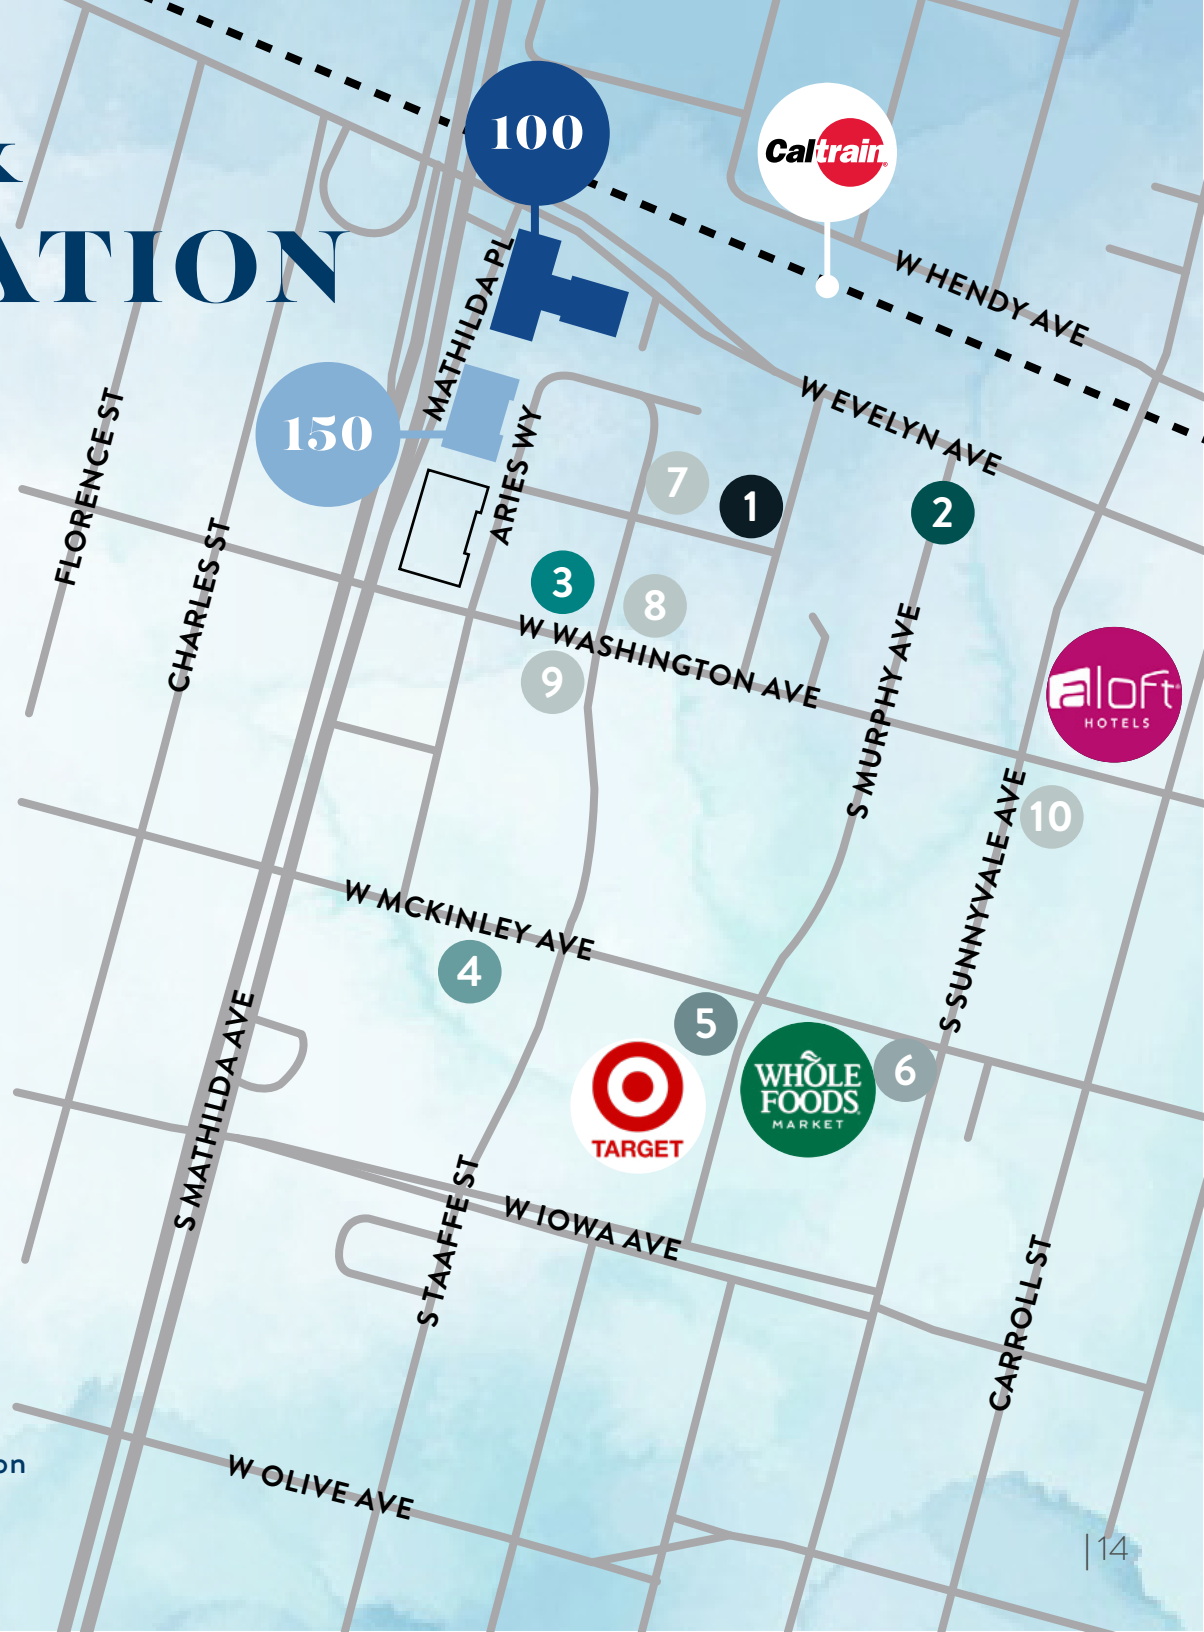 100
Caltrain
K
ATION
MATHILDA PL
W HENDY AVE
150
W EVELYN AVE
ARIES WY
FLORENCE ST
CHARLES ST
7
1
2
3
8
W WASHINGTON AVE
9
S MURPHY AVE
aloft
HOTELS
10
S SUNNYVALE AVE
W MCKINLEY AVE
4
5
6
WHOLE
FOODS
MARKET
TARGET
S MATHILDA AVE
S TAAFFE ST
W IOWA AVE
CARROLL ST
on
W OLIVE AVE
|14